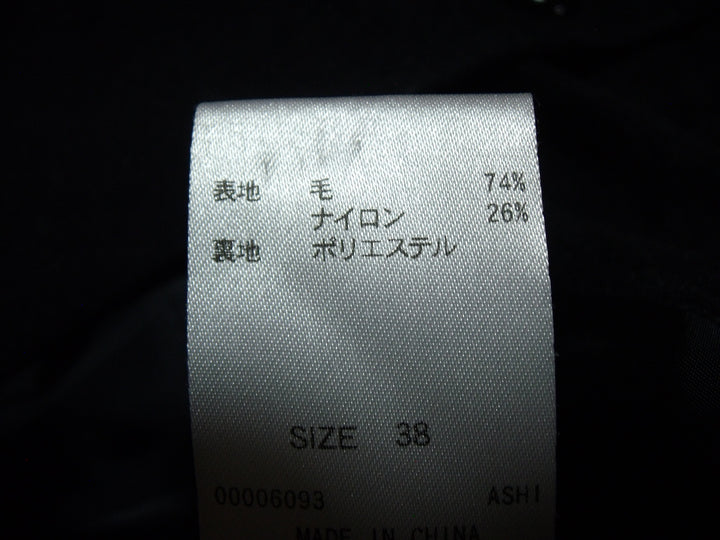 表地 毛 74%
ナイロン 26%
裏地 ポリエステル
SIZE 38
00006093 ASHI
MADE IN CHINA